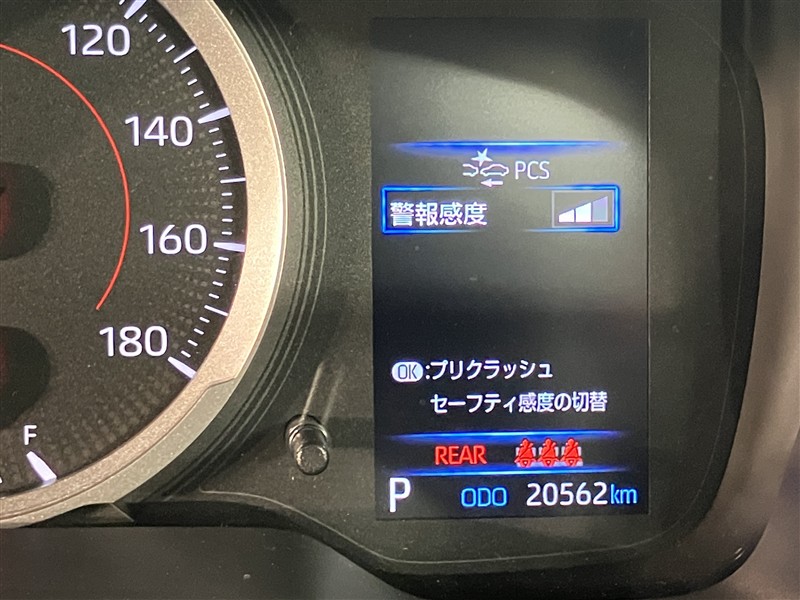 120
140
160
180
F
PCS
警報感度
OK:プリクラッシュ
セーフティ感度の切替
REAR
P ODO 20562km